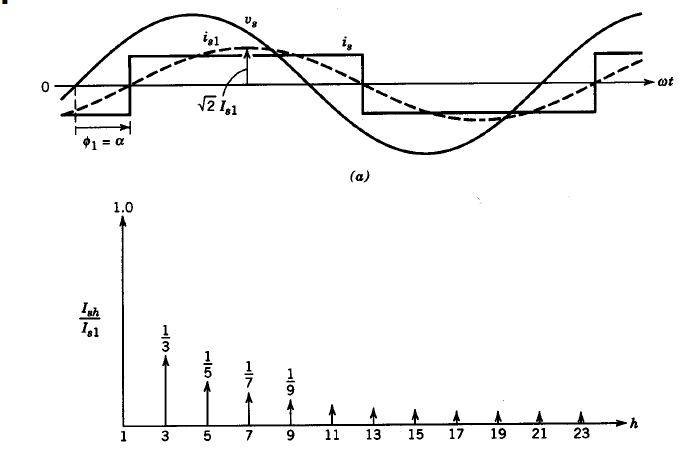 v_s
i_s1
i_s
0
ωt
√2 I_s1
ϕ_1 = α
(a)
1.0
I_sh
I_s1
1
3
1
5
1
7
1
9
h
1 3 5 7 9 11 13 15 17 19 21 23